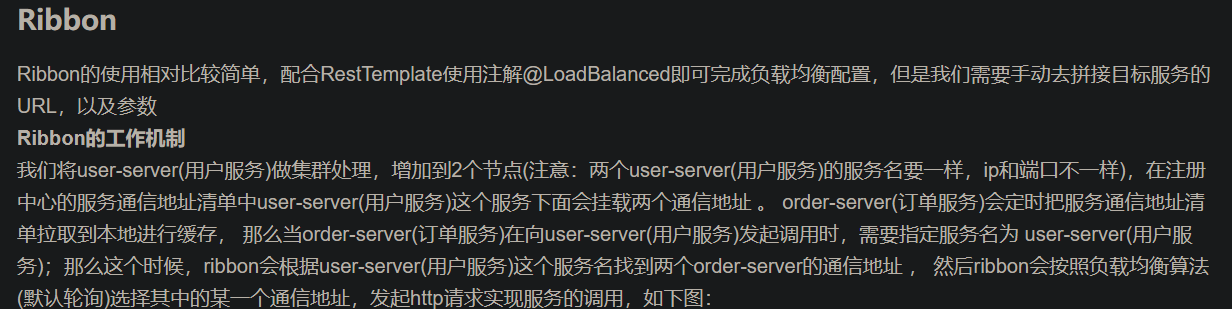 Ribbon
Ribbon的使用相对比较简单，配合RestTemplate使用注解@LoadBalanced即可完成负载均衡配置，但是我们需要手动去拼接目标服务的
URL，以及参数
Ribbon的工作机制
我们将user-server(用户服务)做集群处理，增加到2个节点(注意：两个user-server(用户服务)的服务名要一样，ip和端口不一样)，在注册
中心的服务通信地址清单中user-server(用户服务)这个服务下面会挂载两个通信地址 。 order-server(订单服务)会定时把服务通信地址清
单拉取到本地进行缓存， 那么当order-server(订单服务)在向user-server(用户服务)发起调用时，需要指定服务名为 user-server(用户服
务)；那么这个时候，ribbon会根据user-server(用户服务)这个服务名找到两个order-server的通信地址 ， 然后ribbon会按照负载均衡算法
(默认轮询)选择其中的某一个通信地址，发起http请求实现服务的调用，如下图：